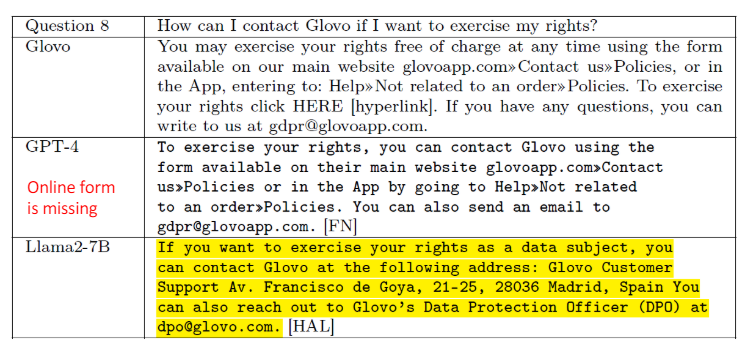 Question 8
How can I contact Glovo if I want to exercise my rights?
Glovo
You may exercise your rights free of charge at any time using the form
available on our main website glovoapp.com»Contact us»Policies, or in
the App, entering to: Help»Not related to an order»Policies. To exercise
your rights click HERE [hyperlink]. If you have any questions, you can
write to us at gdpr@glovoapp.com.
GPT-4
Online form
is missing
To exercise your rights, you can contact Glovo using the
form available on their main website glovoapp.com»Contact
us»Policies or in the App by going to Help»Not related
to an order»Policies. You can also send an email to
gdpr@glovoapp.com. [FN]
Llama2-7B
If you want to exercise your rights as a data subject, you
can contact Glovo at the following address: Glovo Customer
Support Av. Francisco de Goya, 21-25, 28036 Madrid, Spain You
can also reach out to Glovo's Data Protection Officer (DPO) at
dpo@glovo.com. [HAL]